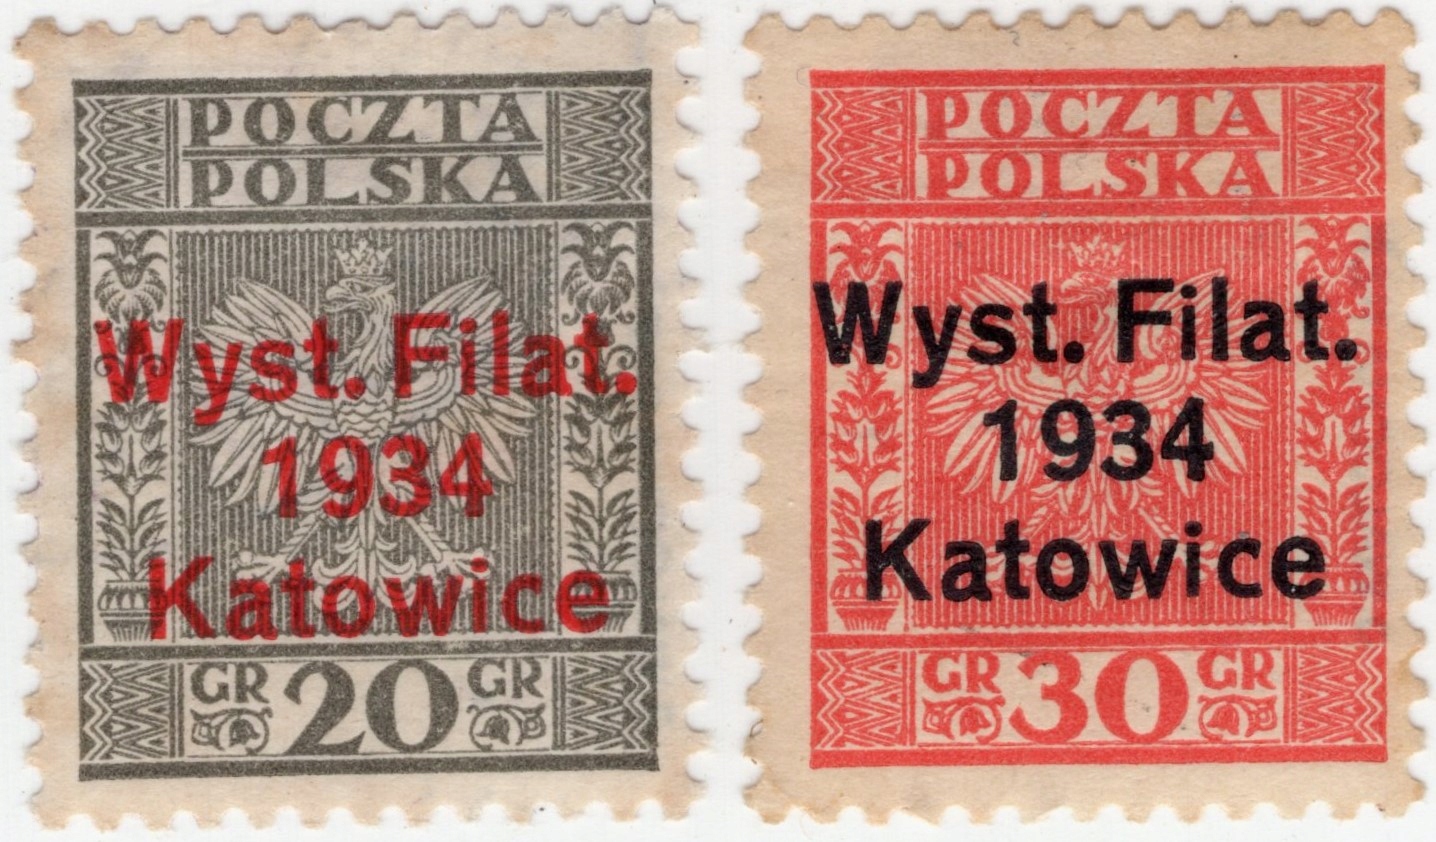 POCZTA
POLSKA
Wyst. Filat.
1934
Katowice
GR 20 GR
POCZTA
POLSKA
Wyst. Filat.
1934
Katowice
GR 30 GR